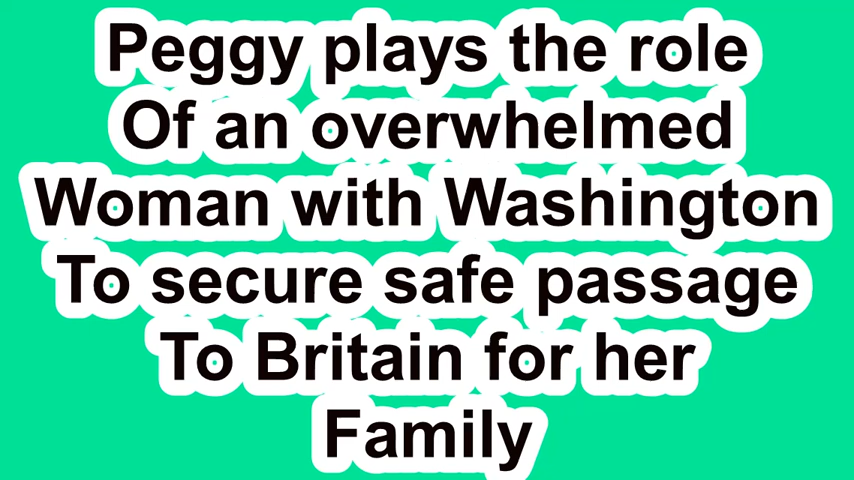 Peggy plays the role
Of an overwhelmed
Woman with Washington
To secure safe passage
To Britain for her
Family